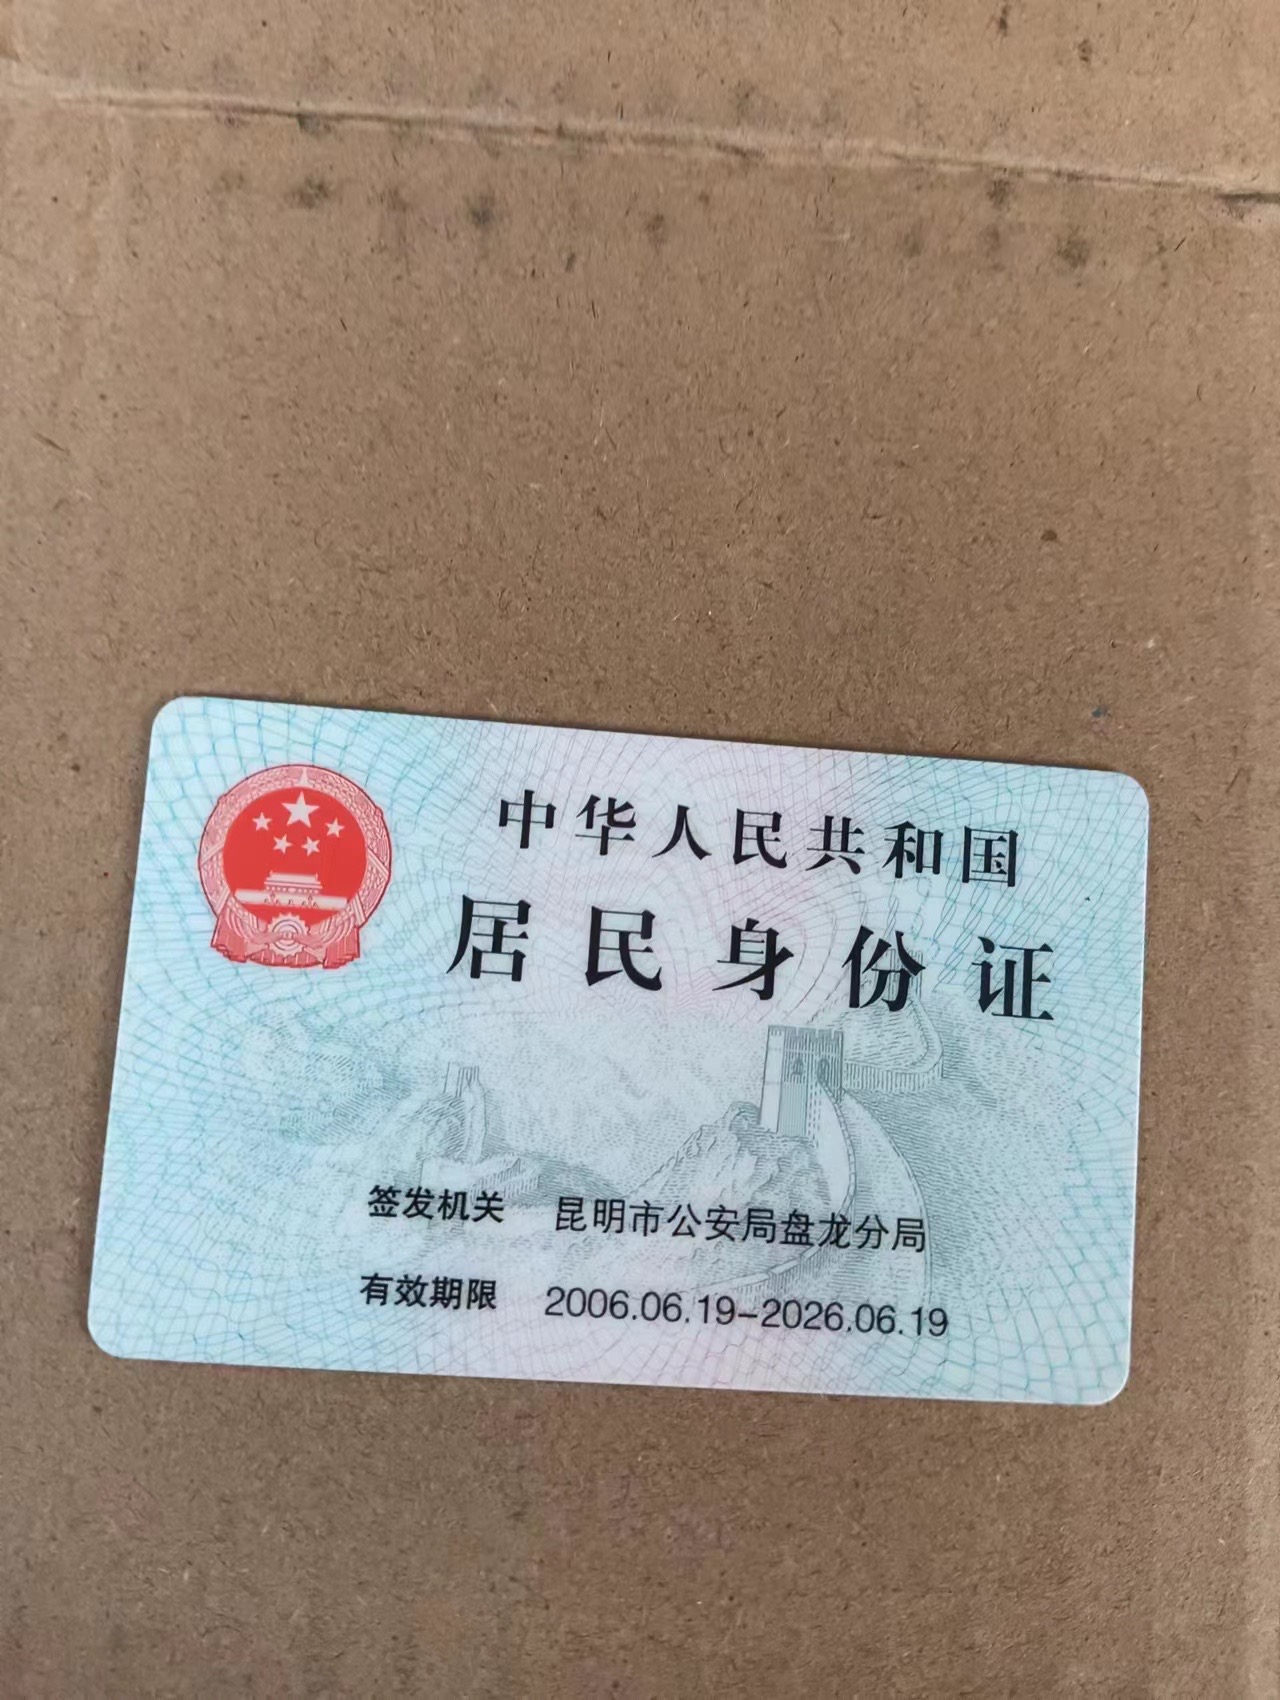 中华人民共和国
居民身份证
签发机关 昆明市公安局盘龙分局
有效期限 2006.06.19-2026.06.19